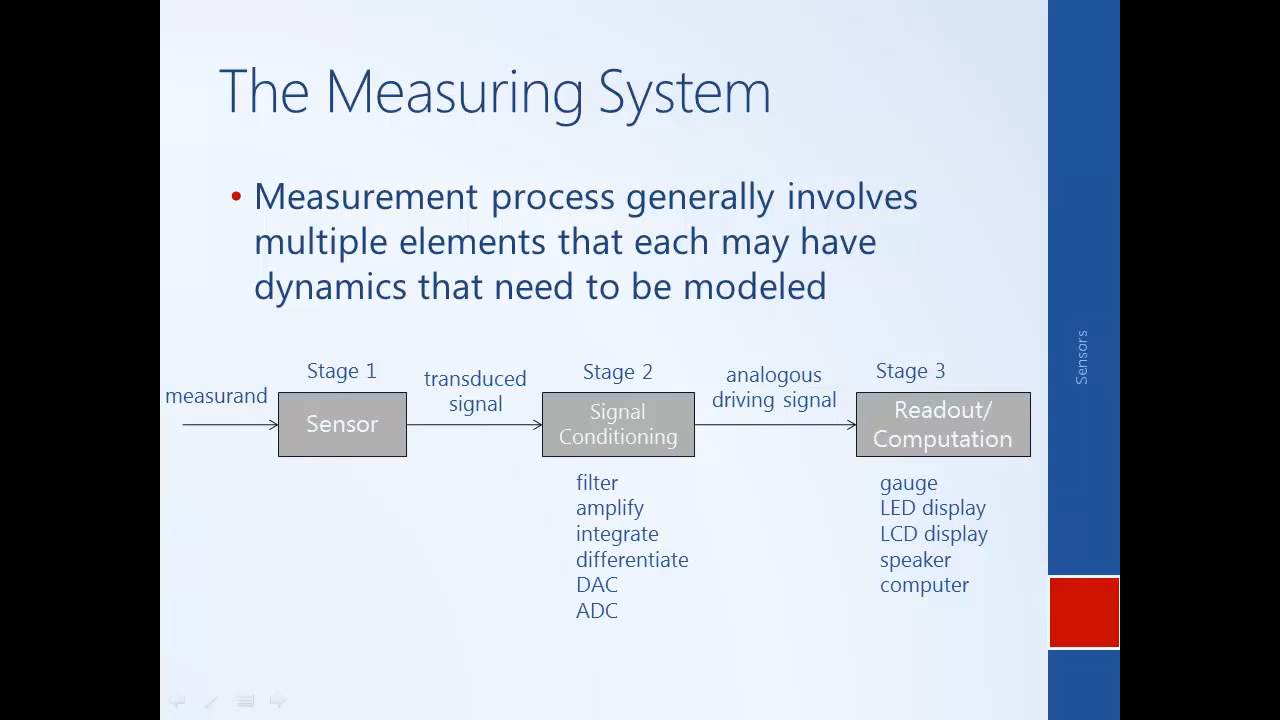 The Measuring System
• Measurement process generally involves
multiple elements that each may have
dynamics that need to be modeled
measurand
Stage 1
Sensor
transduced
signal
Stage 2
Signal
Conditioning
filter
amplify
integrate
differentiate
DAC
ADC
analogous
driving signal
Stage 3
Readout/
Computation
gauge
LED display
LCD display
speaker
computer
Sensors